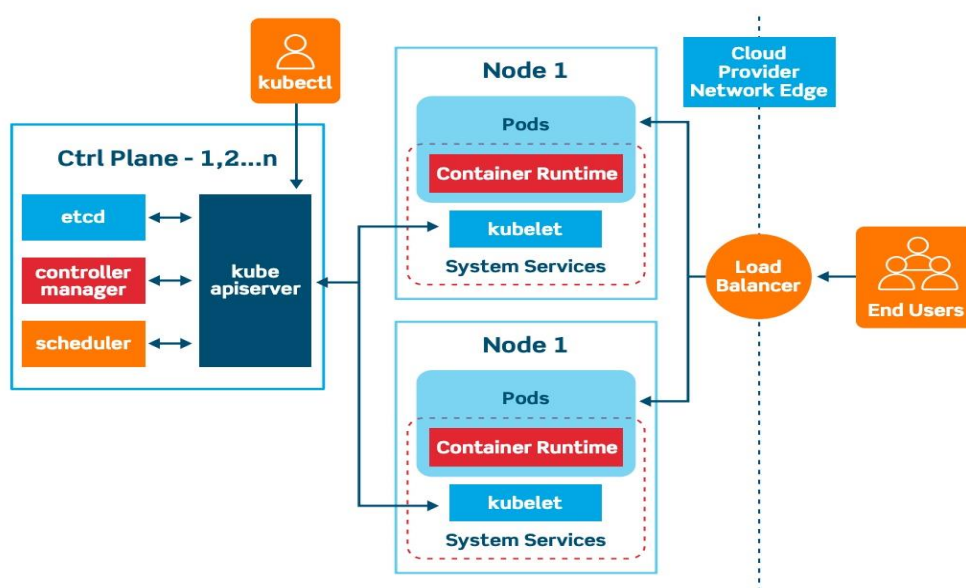 kubectl
Ctrl Plane - 1,2...n
etcd
controller
manager
scheduler
kube
apiserver
Node 1
Pods
Container Runtime
kubelet
System Services
Node 1
Pods
Container Runtime
kubelet
System Services
Cloud
Provider
Network Edge
Load
Balancer
End Users